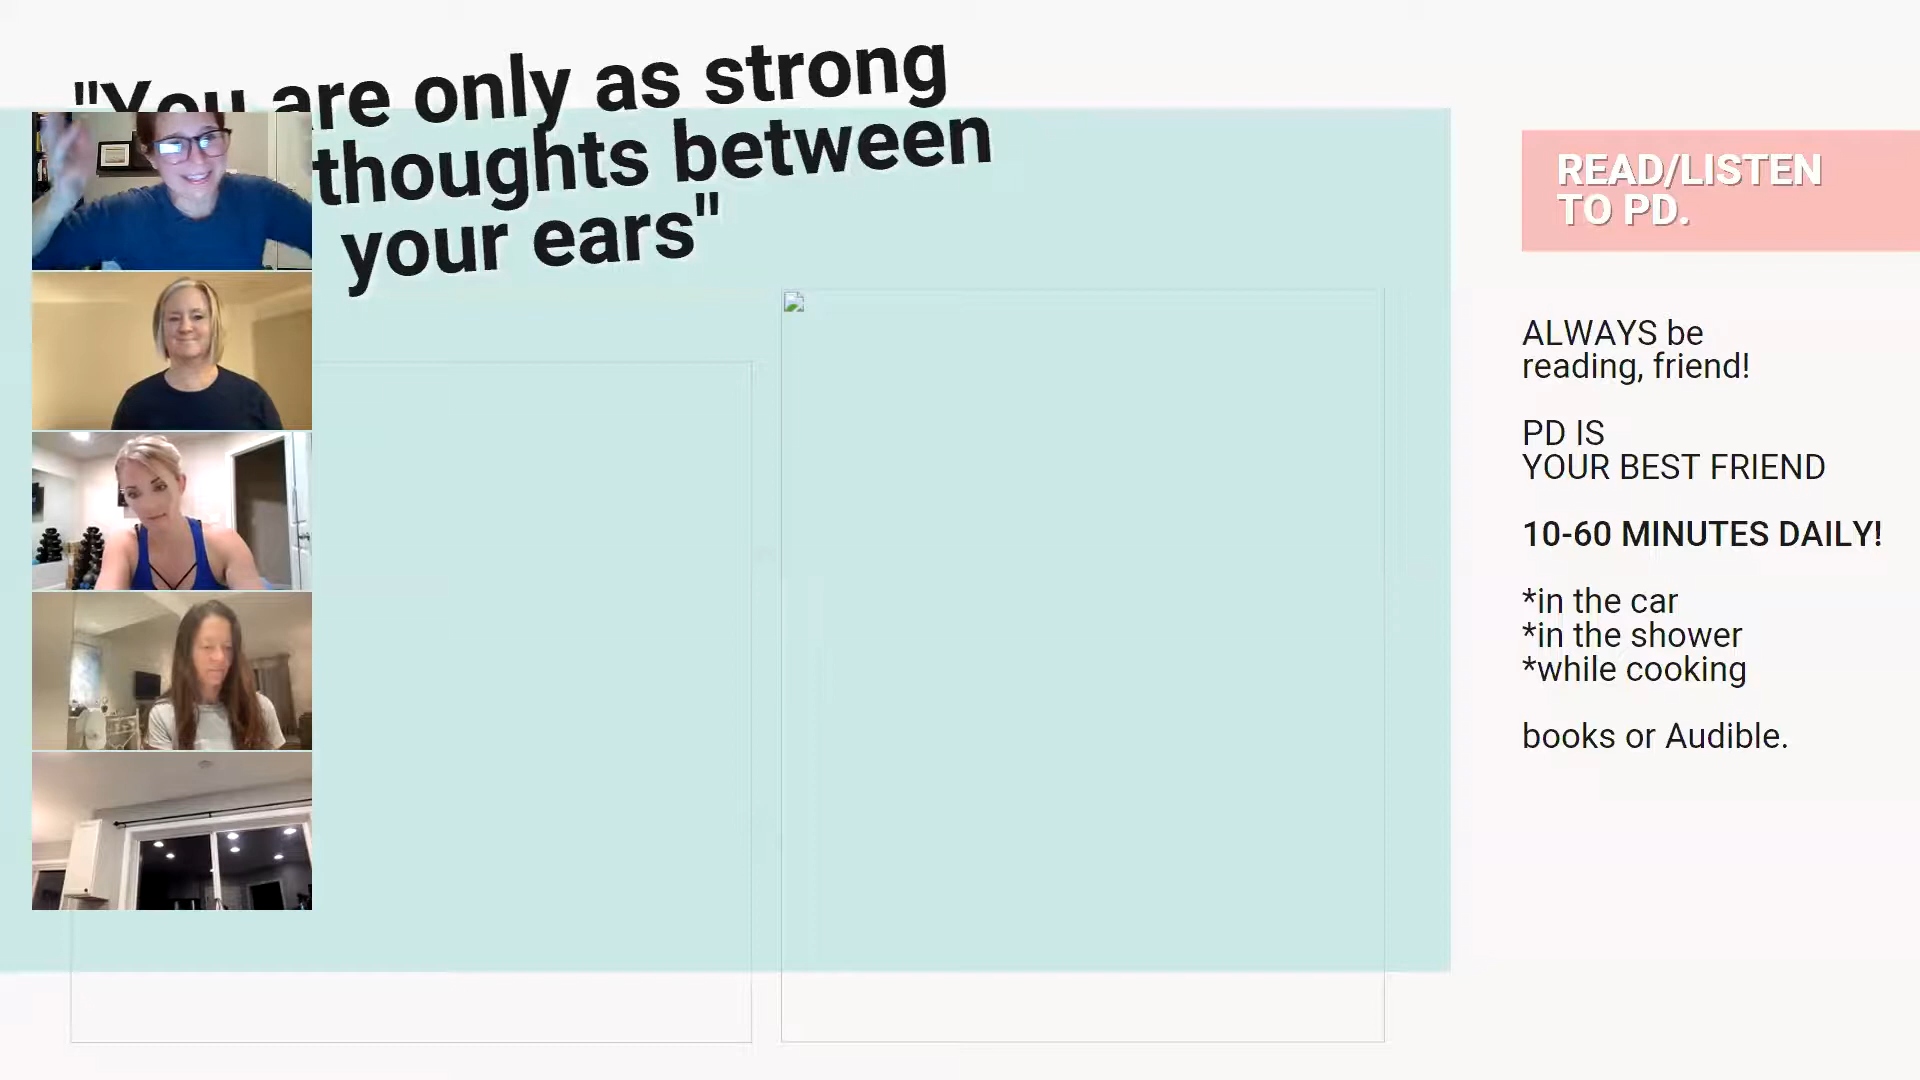 "You are only as strong
thoughts between
your ears"
READ/LISTEN
TO PD.
ALWAYS be
reading, friend!
PD IS
YOUR BEST FRIEND
10-60 MINUTES DAILY!
*in the car
*in the shower
*while cooking
books or Audible.